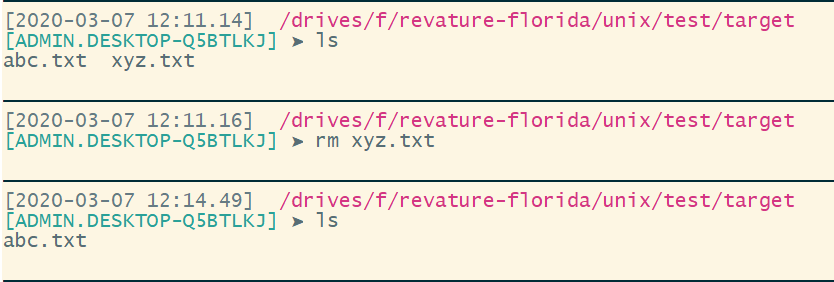 [2020-03-07 12:11.14]  /drives/f/revature-florida/unix/test/target
[ADMIN.DESKTOP-Q5BTLKJ] ➤ ls
abc.txt  xyz.txt
[2020-03-07 12:11.16]  /drives/f/revature-florida/unix/test/target
[ADMIN.DESKTOP-Q5BTLKJ] ➤ rm xyz.txt
[2020-03-07 12:14.49]  /drives/f/revature-florida/unix/test/target
[ADMIN.DESKTOP-Q5BTLKJ] ➤ ls
abc.txt